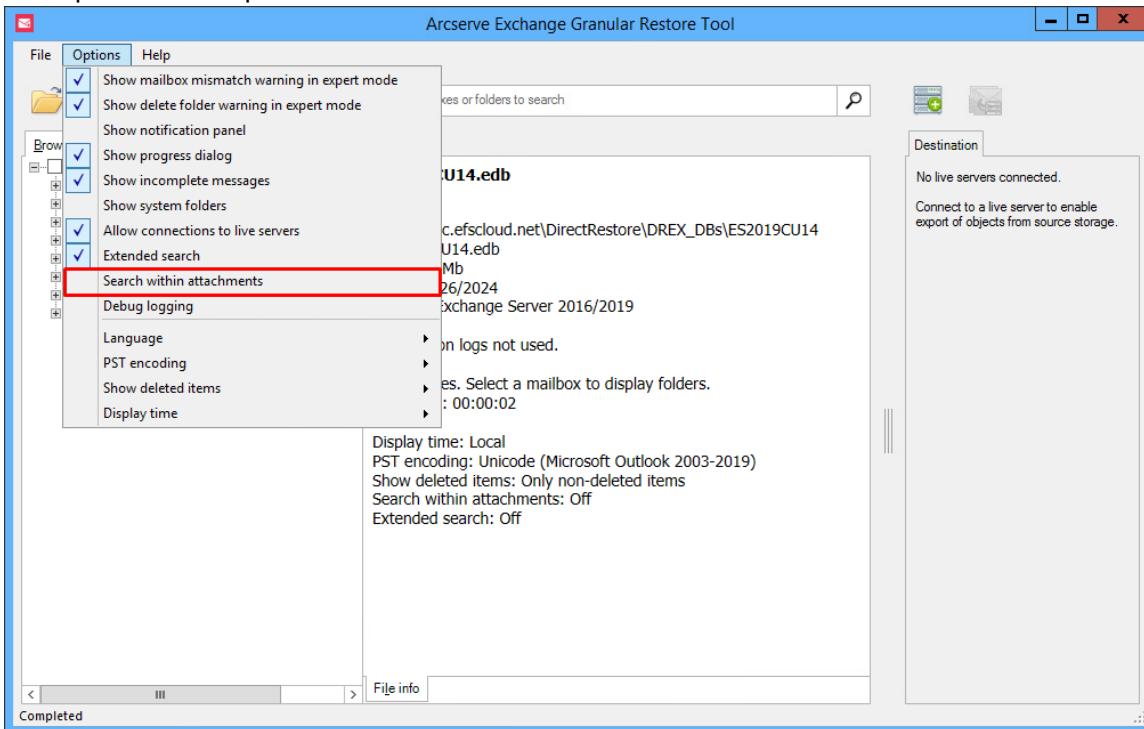 Arcserve Exchange Granular Restore Tool
File Options Help
Show mailbox mismatch warning in expert mode
Show delete folder warning in expert mode
Show notification panel
Show progress dialog
Show incomplete messages
Show system folders
Allow connections to live servers
Extended search
Search within attachments
Debug logging
Language
PST encoding
Show deleted items
Display time
or folders to search
Brow
U14.edb
c.efscloud.net\DirectRestore\DREX_DBs\ES2019CU14
U14.edb
Mb
26/2024
Exchange Server 2016/2019
on logs not used.
es. Select a mailbox to display folders.
: 00:00:02
Display time: Local
PST encoding: Unicode (Microsoft Outlook 2003-2019)
Show deleted items: Only non-deleted items
Search within attachments: Off
Extended search: Off
File info
Destination
No live servers connected.
Connect to a live server to enable
export of objects from source storage.
Completed